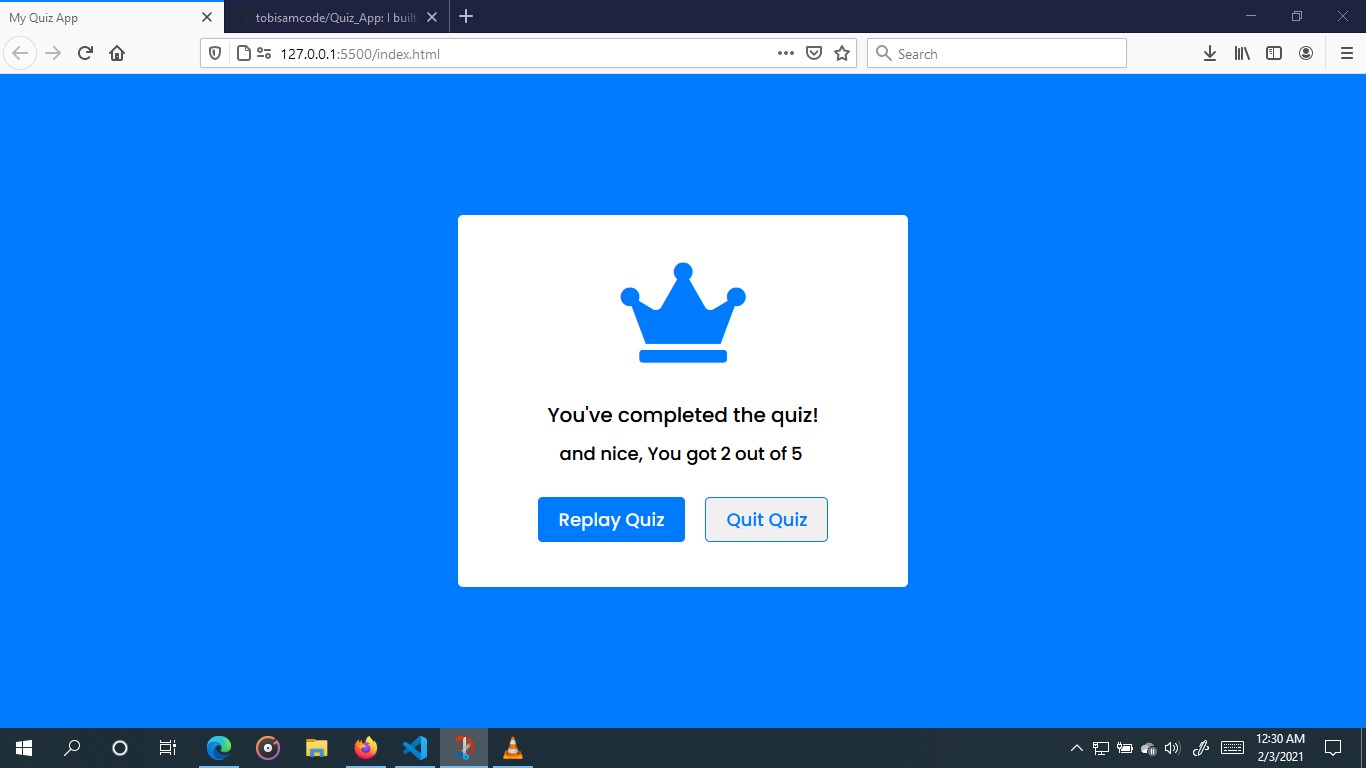 My Quiz App
tobisamcode/Quiz_App: I built
127.0.0.1:5500/index.html
Search
You've completed the quiz!
and nice, You got 2 out of 5
Replay Quiz
Quit Quiz
12:30 AM
2/3/2021